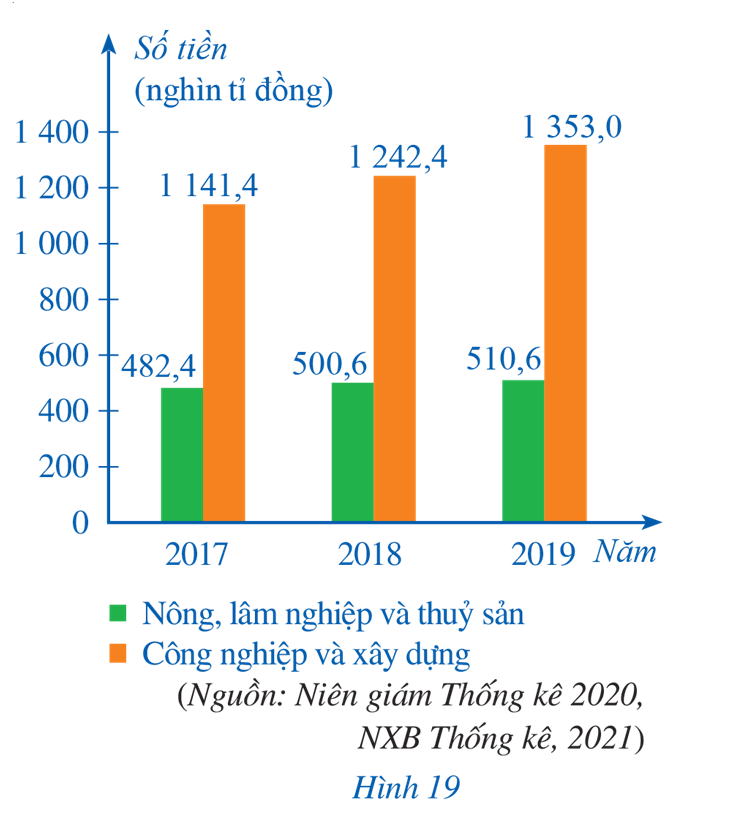 Số tiền
(nghìn tỉ đồng)
1 400
1 200
1 000
800
600
400
200
0
482,4
1 141,4
500,6
1 242,4
510,6
1 353,0
2017
2018
2019
Năm
Nông, lâm nghiệp và thuỷ sản
Công nghiệp và xây dựng
(Nguồn: Niên giám Thống kê 2020,
NXB Thống kê, 2021)
Hình 19